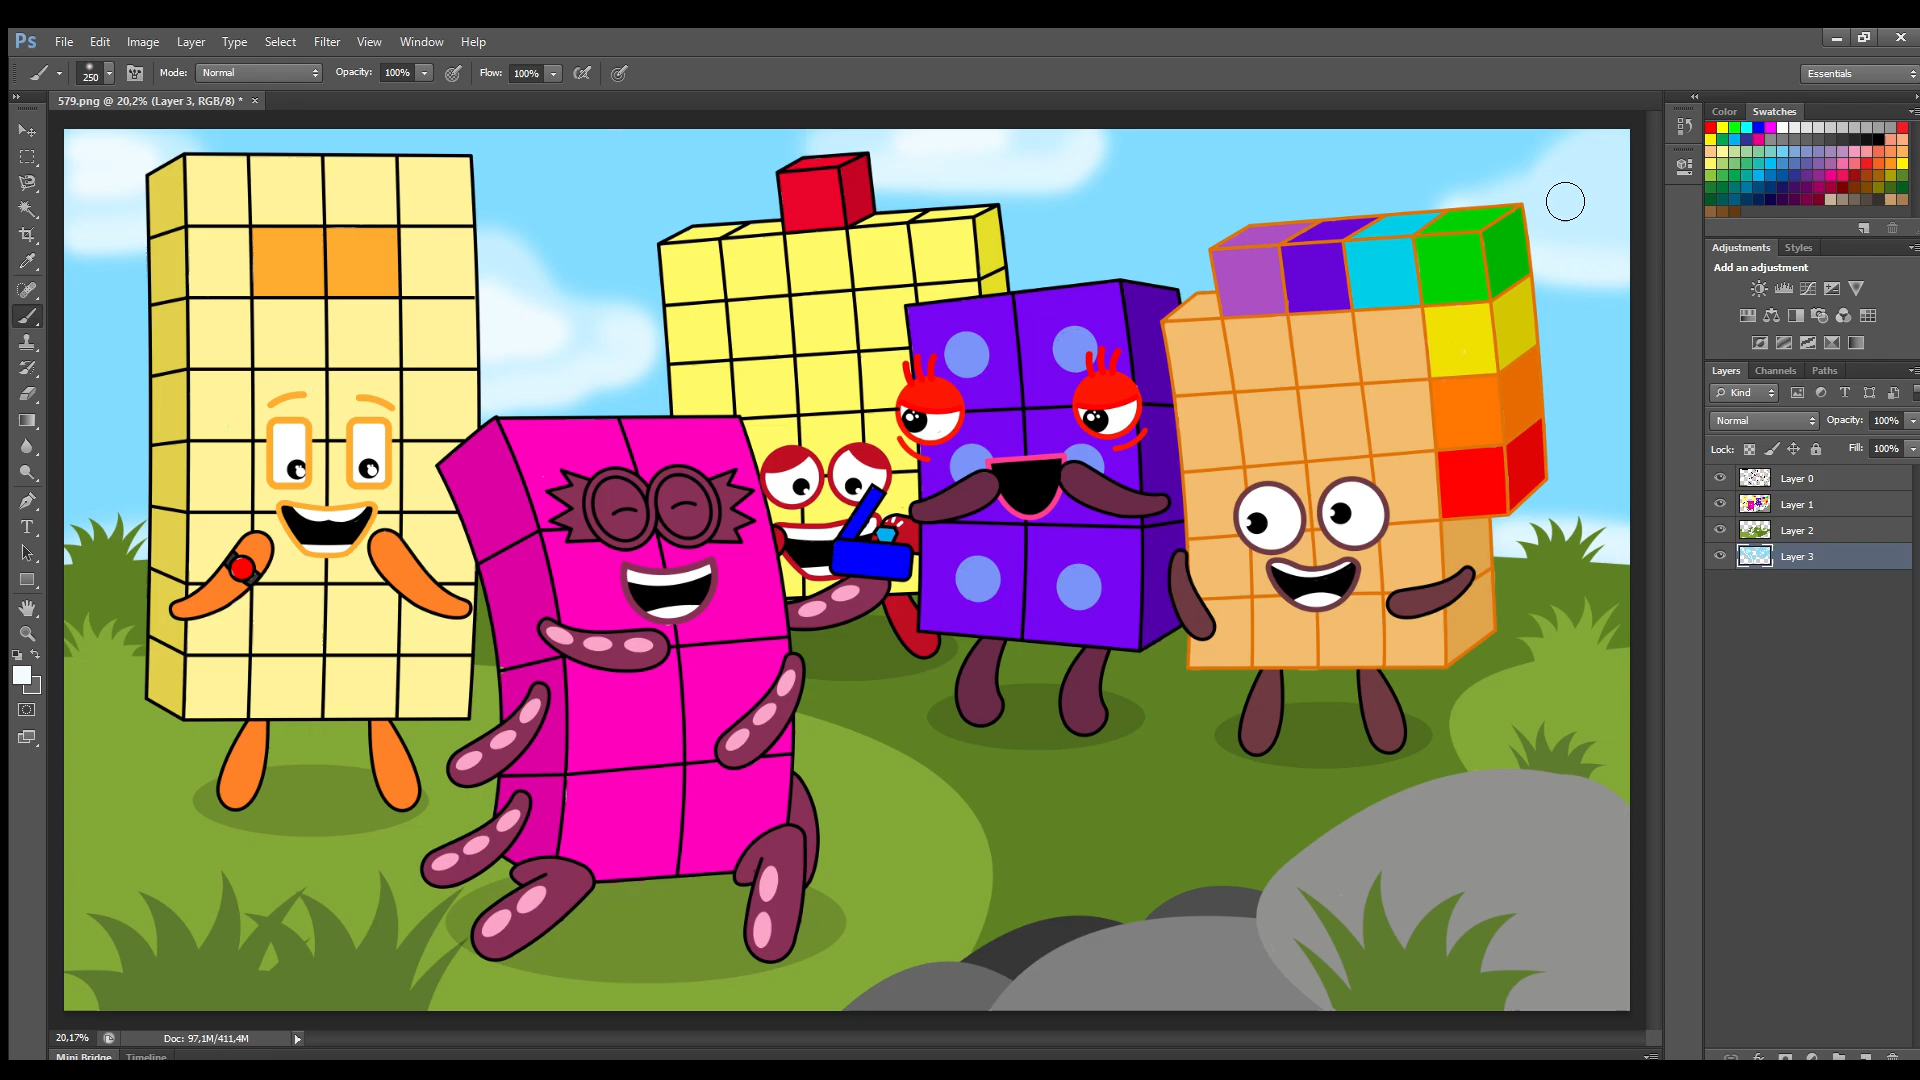 Ps File Edit Image Layer Type Select Filter View Window Help
250 Mode: Normal Opacity: 100% Flow: 100% Essentials
579.png @ 20,2% (Layer 3, RGB/8) * ×
Color Swatches
Adjustments Styles
Add an adjustment
Layers Channels Paths
Kind
Normal Opacity: 100%
Lock: Fill: 100%
Layer 0
Layer 1
Layer 2
Layer 3
20,17% Doc: 97,1M/411,4M
Mini Bridge Timeline